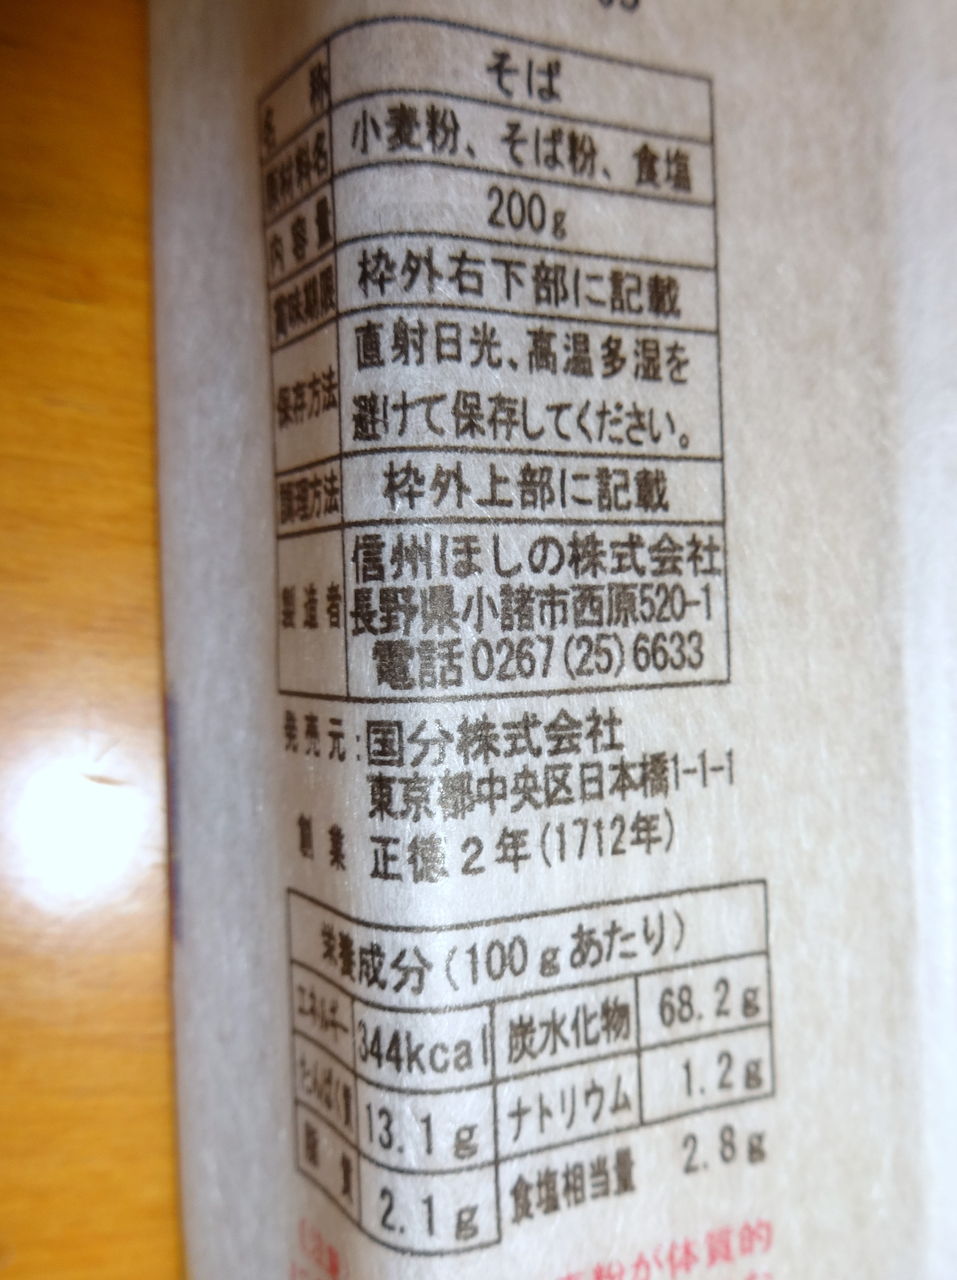 名称 そば
原材料名 小麦粉、そば粉、食塩
内容量 200g
賞味期限 枠外右下部に記載
保存方法 直射日光、高温多湿を
避けて保存してください。
調理方法 枠外上部に記載
製造者 信州ほしの株式会社
長野県小諸市西原520-1
電話0267(25)6633
発売元:国分株式会社
東京都中央区日本橋1-1-1
創業 正徳2年(1712年)
栄養成分(100gあたり)
エネルギー 344kcal 炭水化物 68.2g
たんぱく質 13.1g ナトリウム 1.2g
脂質 2.1g 食塩相当量 2.8g
(注意)
粉が体質的